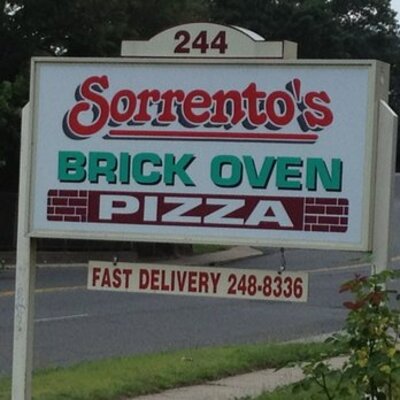 244
Sorrento's
BRICK OVEN
PIZZA
FAST DELIVERY 248-8336